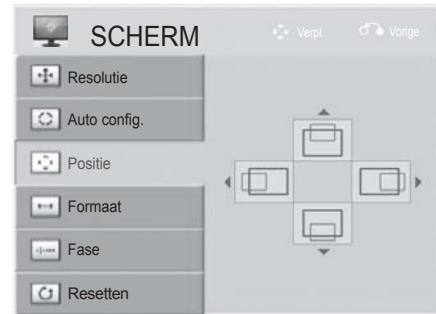 SCHERM
Verpl.
Vorige
Resolutie
Auto config.
Positie
Formaat
Fase
Resetten